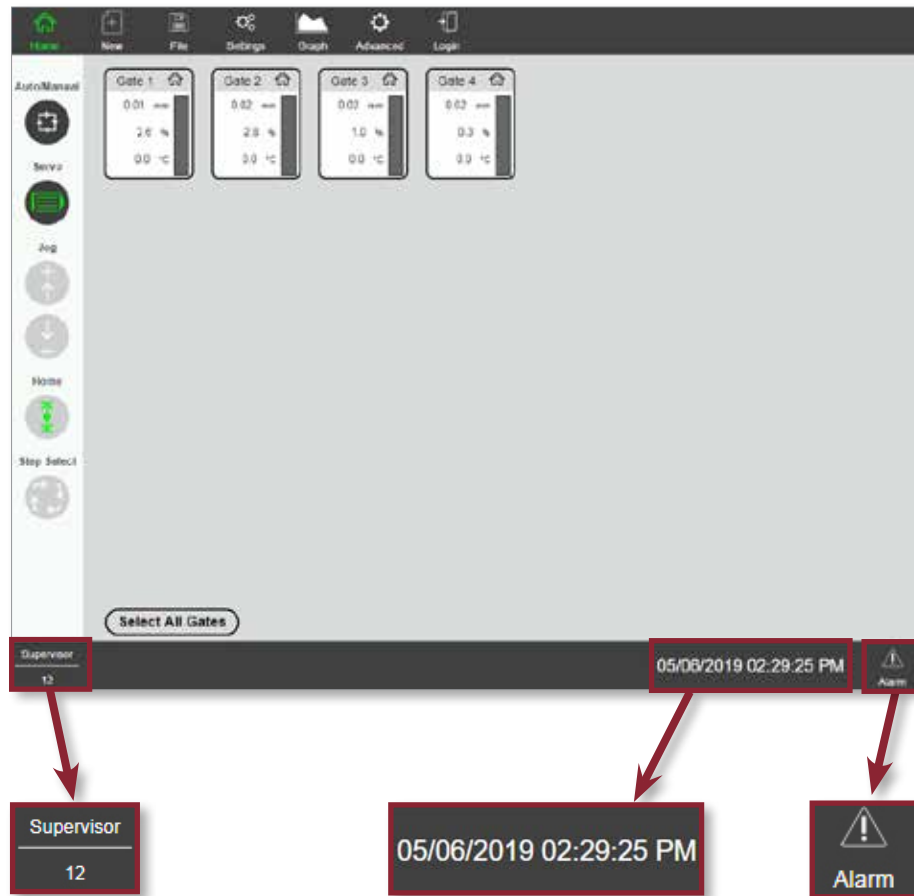 Home New File Settings Graph Advanced Login
Auto/Manual
Servo
Jog
Home
Stop Select
Gate 1
0.01 mm
2.6 %
0.0 °C
Gate 2
0.02 mm
2.8 %
0.0 °C
Gate 3
0.02 mm
1.0 %
0.0 °C
Gate 4
0.02 mm
0.3 %
0.0 °C
Select All Gates
Supervisor
12
05/06/2019 02:29:25 PM
Alarm
Supervisor
12
05/06/2019 02:29:25 PM
Alarm